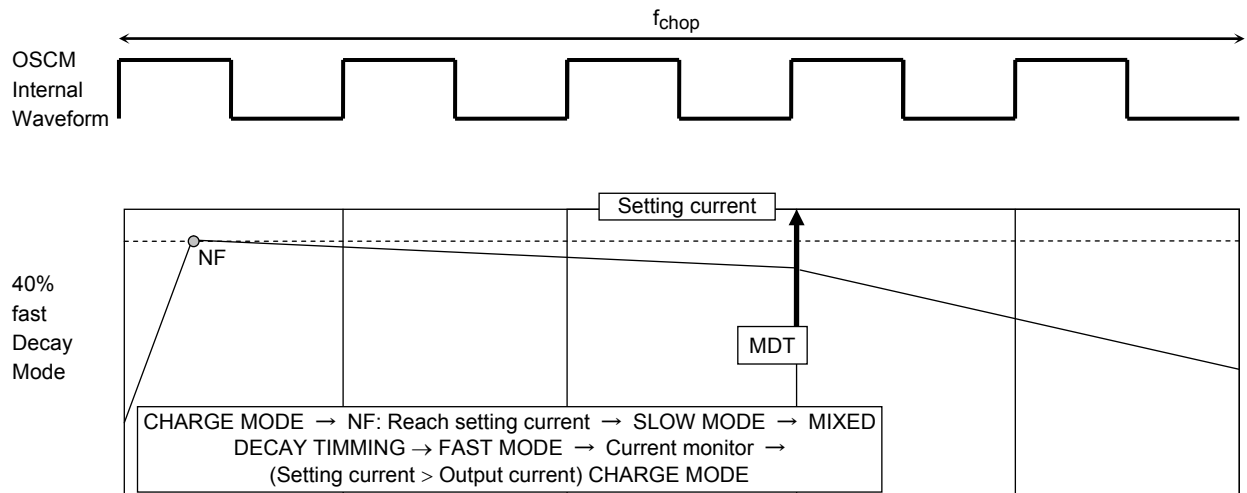 fchop
OSCM
Internal
Waveform
Setting current
NF
40%
fast
Decay
Mode
MDT
CHARGE MODE → NF: Reach setting current → SLOW MODE → MIXED
DECAY TIMMING → FAST MODE → Current monitor →
(Setting current > Output current) CHARGE MODE